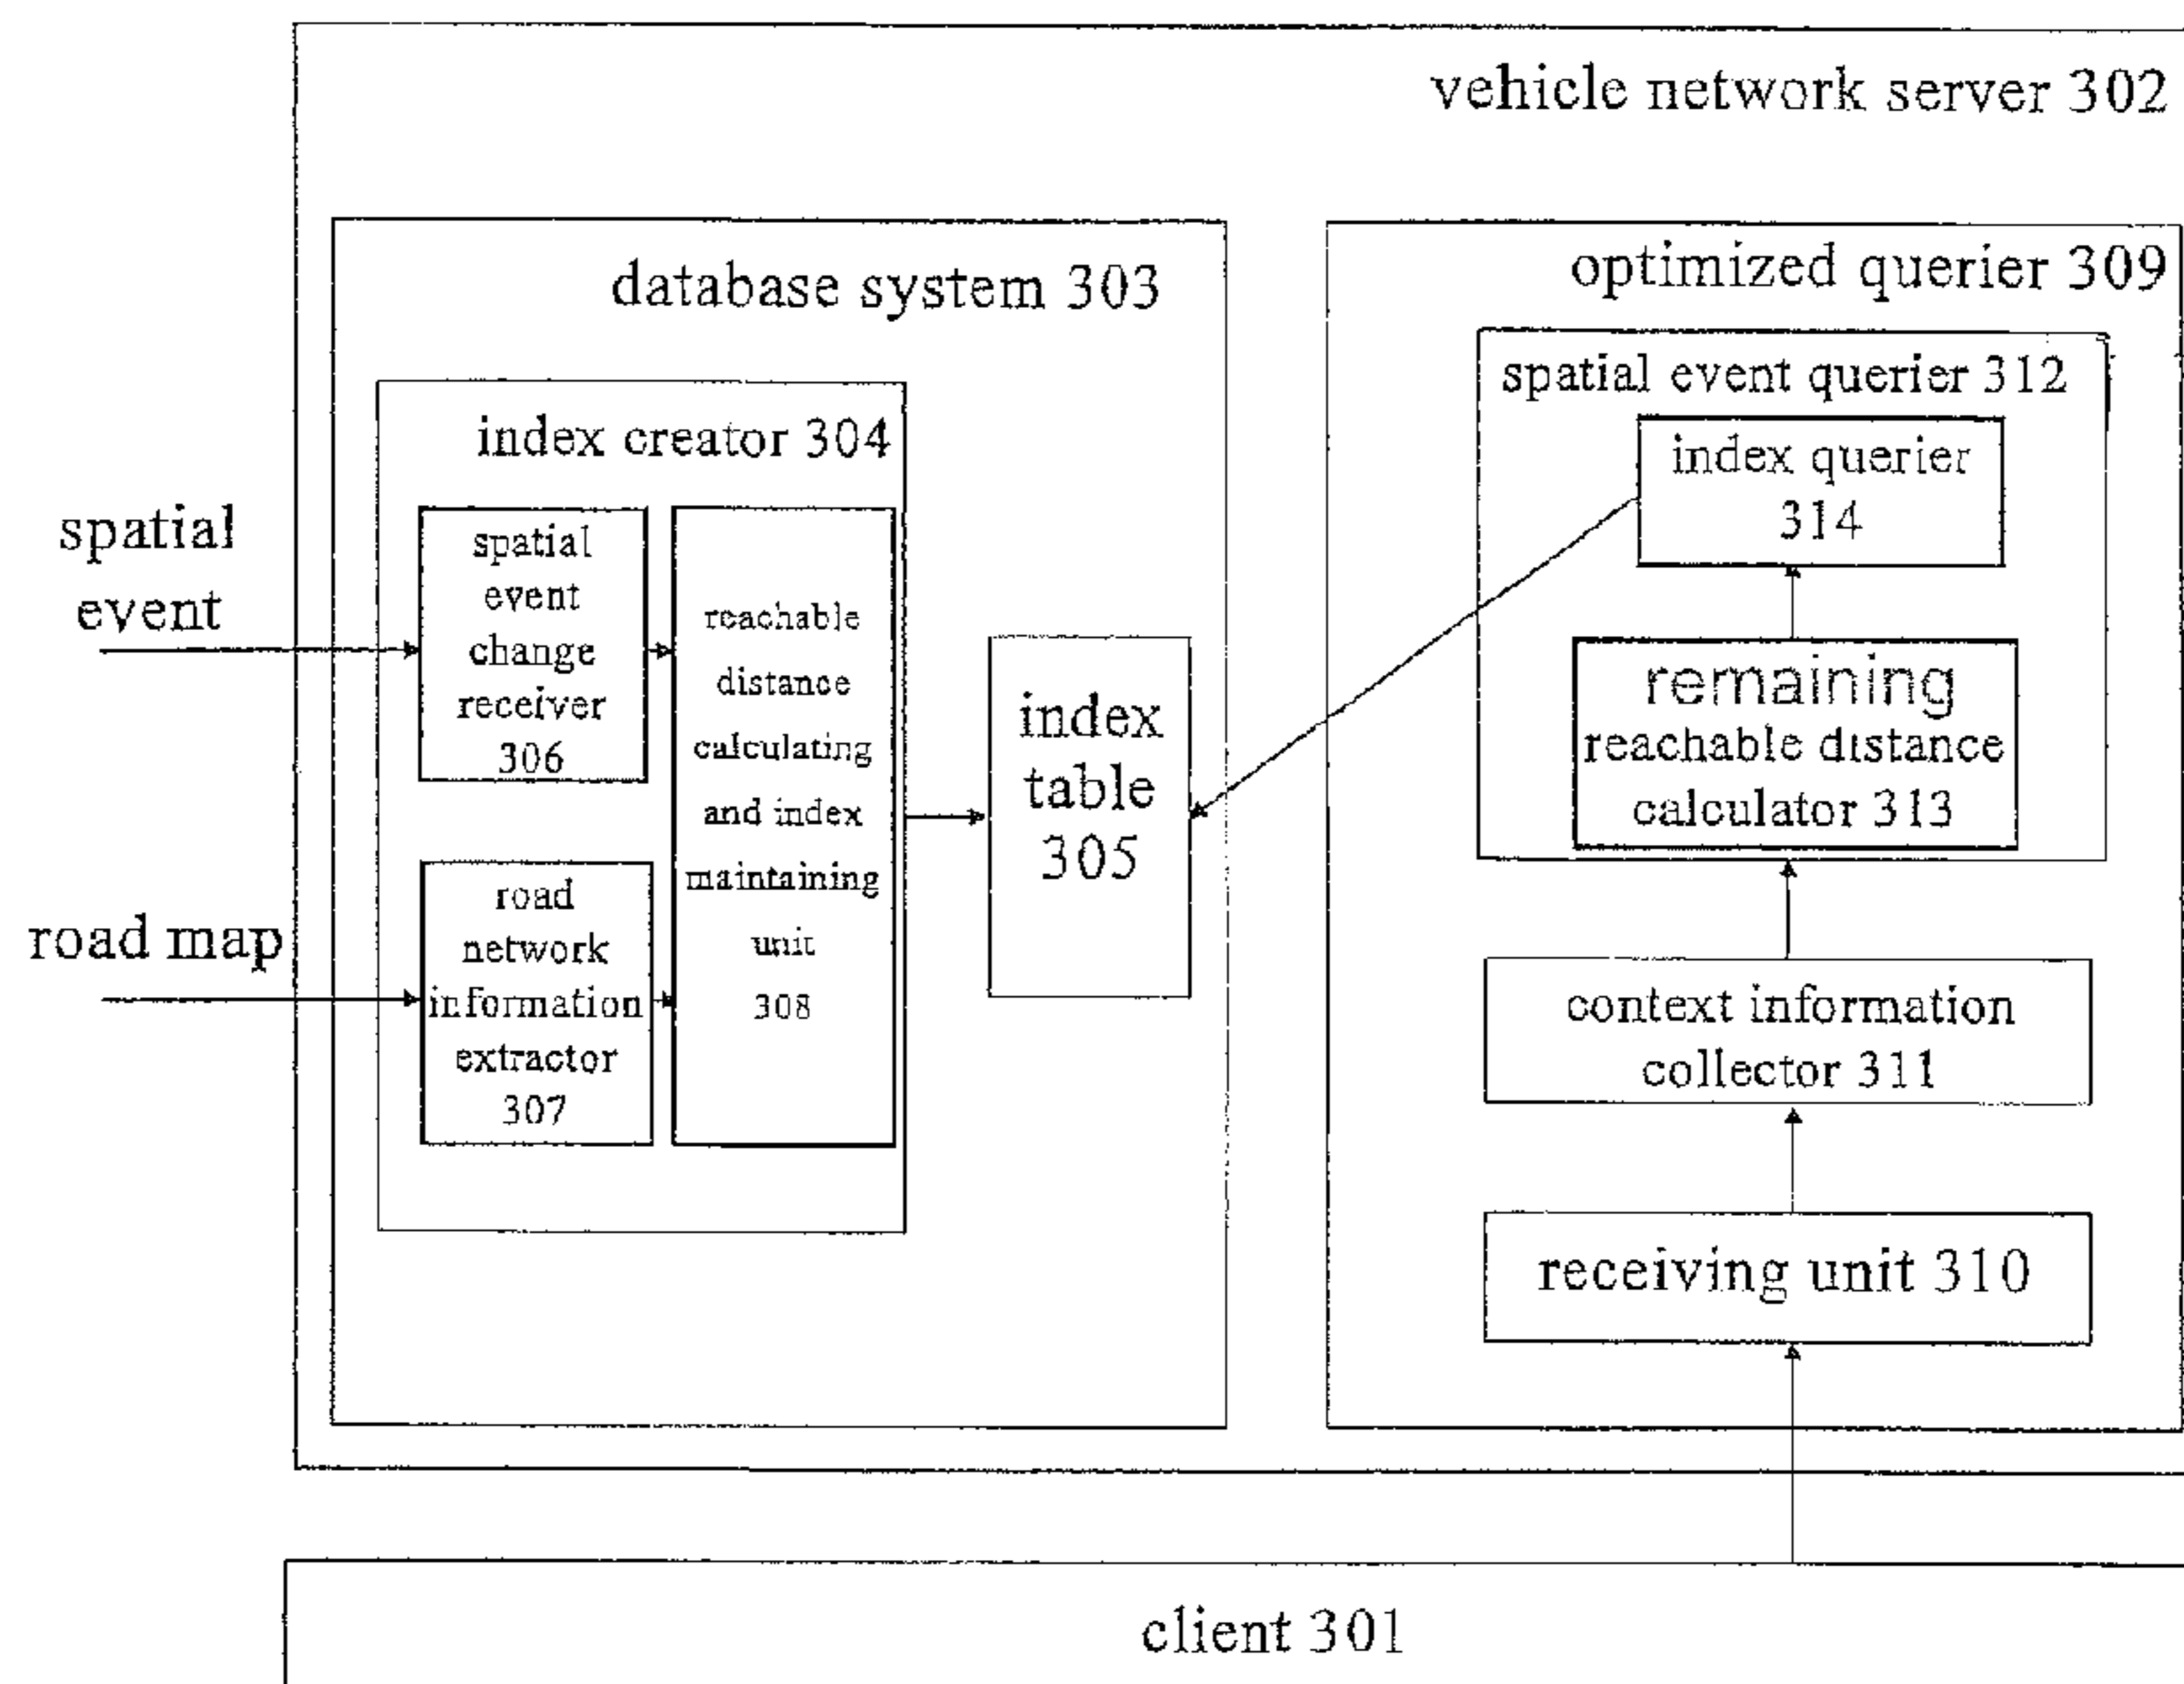 vehicle network server 302
database system 303
optimized querier 309
index creator 304
spatial event querier 312
index querier
314
spatial
event
spatial
event
change
receiver
306
reachable
distance
calculating
and index
maintaining
unit
308
index
table
305
remaining
reachable distance
calculator 313
road map
road
network
information
extractor
307
context information
collector 311
receiving unit 310
client 301